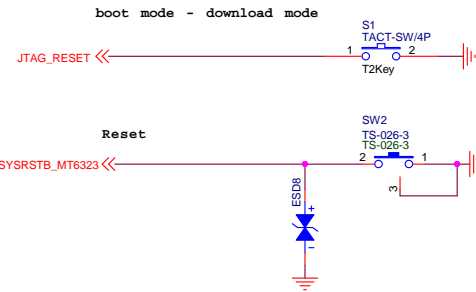 boot mode - download mode
S1
TACT-SW/4P
1 2
JTAG_RESET
T2Key
Reset
SW2
TS-026-3
TS-026-3
SYSRSTB_MT6323
2 1
3
ESD8
+
−